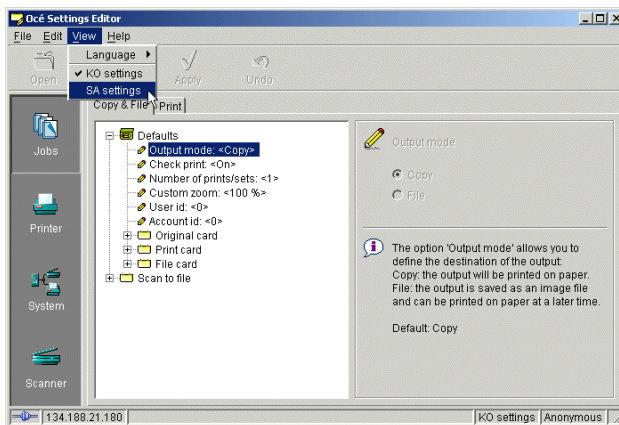 Océ Settings Editor
File Edit View Help
Language
KO settings
SA settings
Open
Apply
Undo
Copy & File
Print
Jobs
Printer
System
Scanner
Defaults
Output mode: <Copy>
Check print: <On>
Number of prints/sets: <1>
Custom zoom: <100 %>
User id: <0>
Account id: <0>
Original card
Print card
File card
Scan to file
Output mode
Copy
File
The option 'Output mode' allows you to
define the destination of the output:
Copy: the output will be printed on paper.
File: the output is saved as an image file
and can be printed on paper at a later time.
Default: Copy
134.188.21.180
KO settings
Anonymous